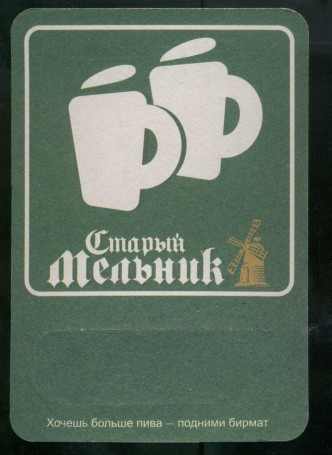 Старый
Мельник
Хочешь больше пива — подними бирмат